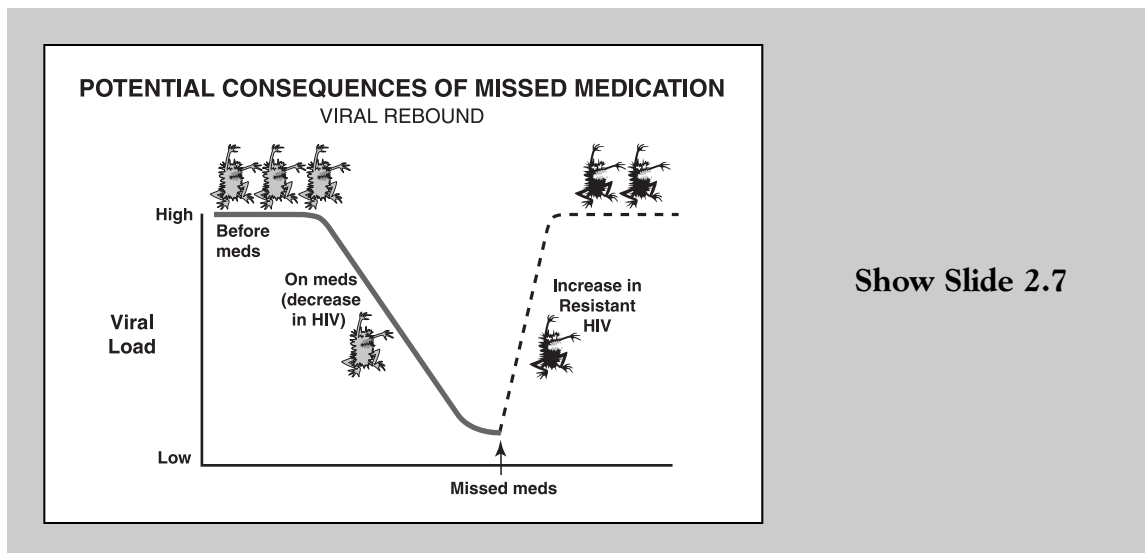 POTENTIAL CONSEQUENCES OF MISSED MEDICATION
VIRAL REBOUND
High
Before
meds
On meds
(decrease
in HIV)
Increase in
Resistant
HIV
Viral
Load
Low
Missed meds
Show Slide 2.7